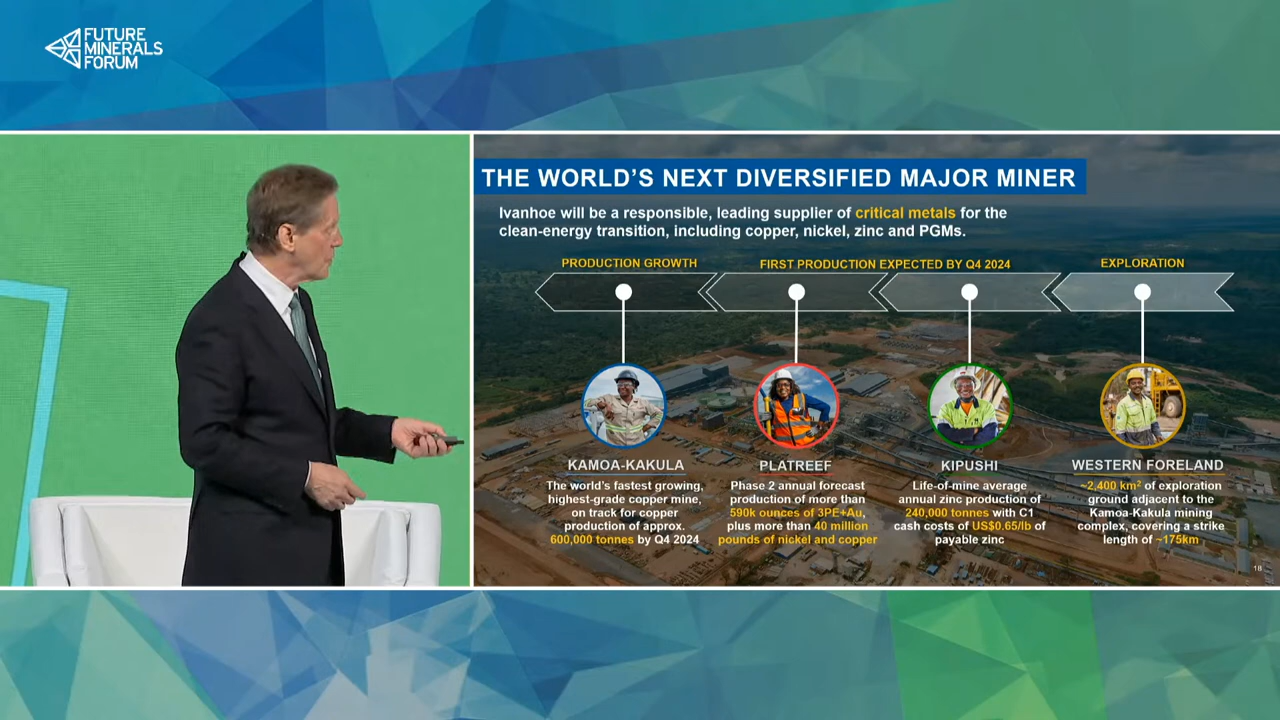 FUTURE
MINERALS
FORUM
THE WORLD'S NEXT DIVERSIFIED MAJOR MINER
Ivanhoe will be a responsible, leading supplier of critical metals for the
clean-energy transition, including copper, nickel, zinc and PGMs.
PRODUCTION GROWTH
FIRST PRODUCTION EXPECTED BY Q4 2024
EXPLORATION
KAMOA-KAKULA
The world's fastest growing,
highest-grade copper mine,
on track for copper
production of approx.
600,000 tonnes by Q4 2024
PLATREEF
Phase 2 annual forecast
production of more than
590k ounces of 3PE+Au,
plus more than 40 million
pounds of nickel and copper
KIPUSHI
Life-of-mine average
annual zinc production of
240,000 tonnes with C1
cash costs of US$0.65/lb of
payable zinc
WESTERN FORELAND
~2,400 km² of exploration
ground adjacent to the
Kamoa-Kakula mining
complex, covering a strike
length of ~175km
18